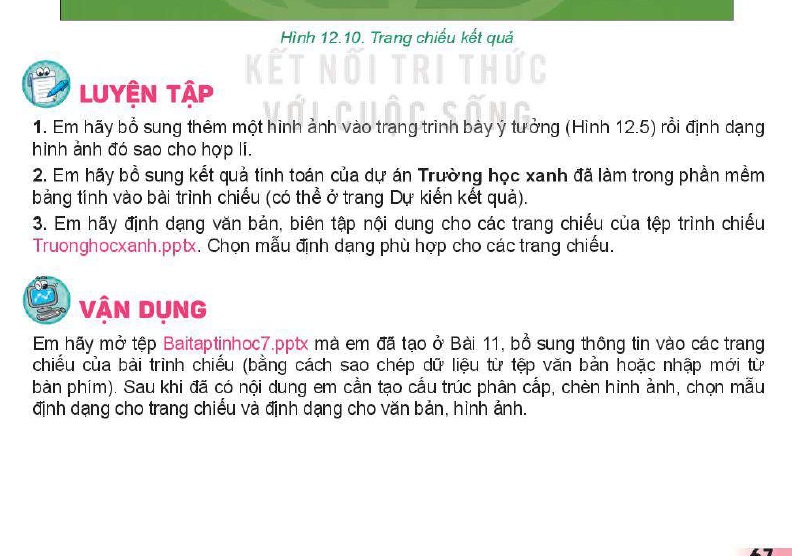 Hình 12.10. Trang chiếu kết quả
KẾT NỐI TRI THỨC
VỚI CUỘC SỐNG
LUYỆN TẬP
1. Em hãy bổ sung thêm một hình ảnh vào trang trình bày ý tưởng (Hình 12.5) rồi định dạng
hình ảnh đó sao cho hợp lí.
2. Em hãy bổ sung kết quả tính toán của dự án Trường học xanh đã làm trong phần mềm
bảng tính vào bài trình chiếu (có thể ở trang Dự kiến kết quả).
3. Em hãy định dạng văn bản, biên tập nội dung cho các trang chiếu của tệp trình chiếu
Truonghocxanh.pptx. Chọn mẫu định dạng phù hợp cho các trang chiếu.
VẬN DỤNG
Em hãy mở tệp Baitaptinhoc7.pptx mà em đã tạo ở Bài 11, bổ sung thông tin vào các trang
chiếu của bài trình chiếu (bằng cách sao chép dữ liệu từ tệp văn bản hoặc nhập mới từ
bàn phím). Sau khi đã có nội dung em cần tạo cấu trúc phân cấp, chèn hình ảnh, chọn mẫu
định dạng cho trang chiếu và định dạng cho văn bản, hình ảnh.
67